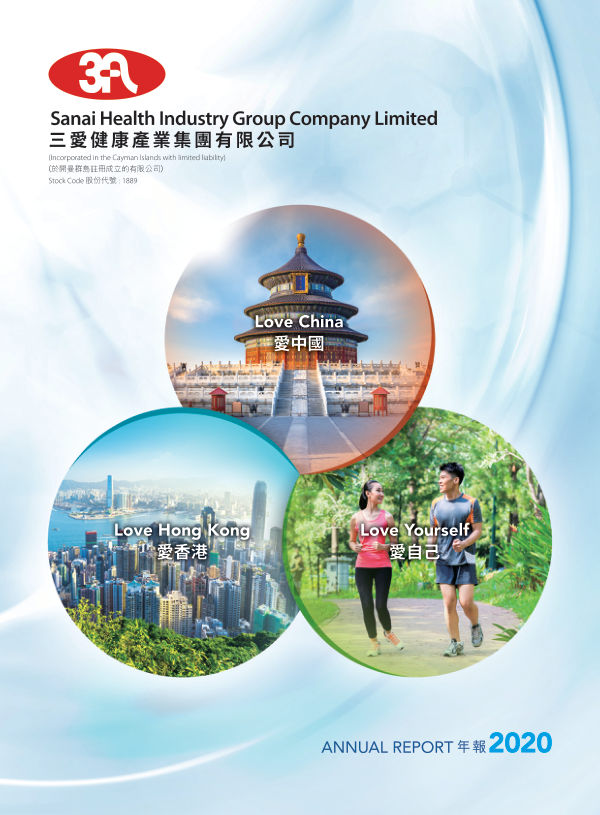 Sanai Health Industry Group Company Limited
三愛健康產業集團有限公司
(Incorporated in the Cayman Islands with limited liability)
(於開曼群島註冊成立的有限公司)
Stock Code 股份代號 : 1889
Love China
愛中國
Love Hong Kong
愛香港
Love Yourself
愛自己
ANNUAL REPORT 年報 2020